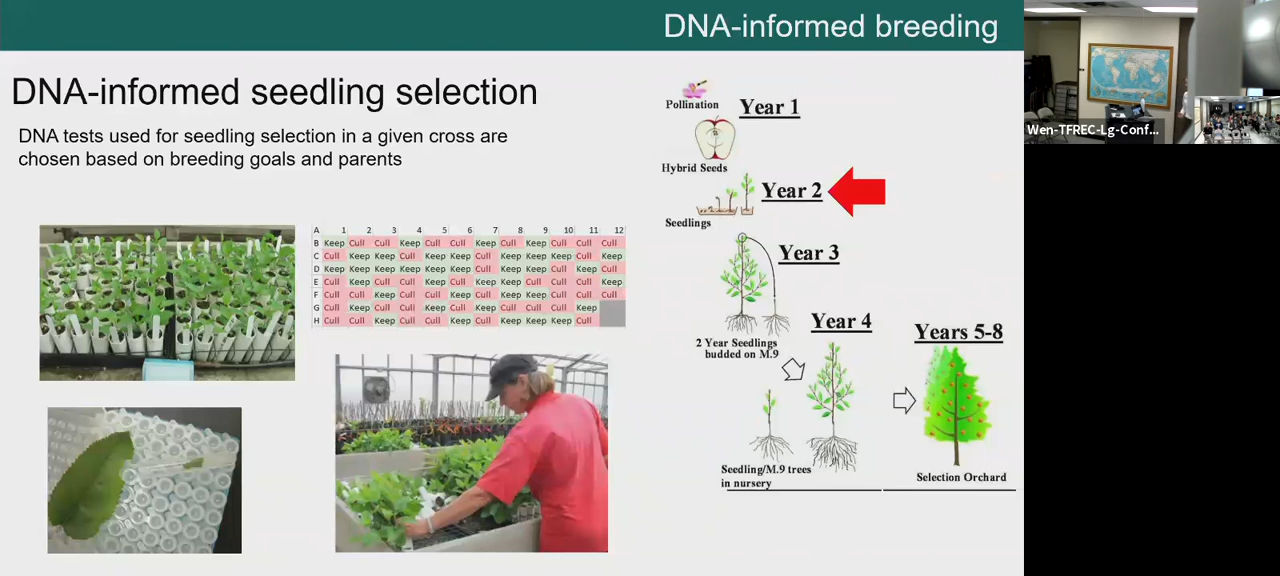 DNA-informed breeding
DNA-informed seedling selection
DNA tests used for seedling selection in a given cross are
chosen based on breeding goals and parents
A 1 2 3 4 5 6 7 8 9 10 11 12
B Keep Cull Cull Keep Cull Cull Keep Cull Cull Cull Cull Cull
C Cull Keep Keep Keep Keep Keep Cull Keep Keep Keep Cull Keep
D Keep Keep Keep Keep Keep Keep Cull Keep Keep Cull Keep Cull
E Cull Keep Cull Cull Cull Keep Keep Keep Cull Cull Cull Keep
F Cull Cull Keep Cull Keep Cull Keep Keep Cull Cull Cull Cull
G Cull Keep Cull Cull Keep Cull Keep Cull Cull Cull Keep
H Cull Cull Keep Cull Cull Keep Cull Keep Keep Keep Cull
Pollination
Year 1
Hybrid Seeds
Year 2
Seedlings
Year 3
2 Year Seedlings
budded on M.9
Year 4
Seedling/M.9 trees
in nursery
Years 5-8
Selection Orchard
Wen-TFREC-Lg-Conf...